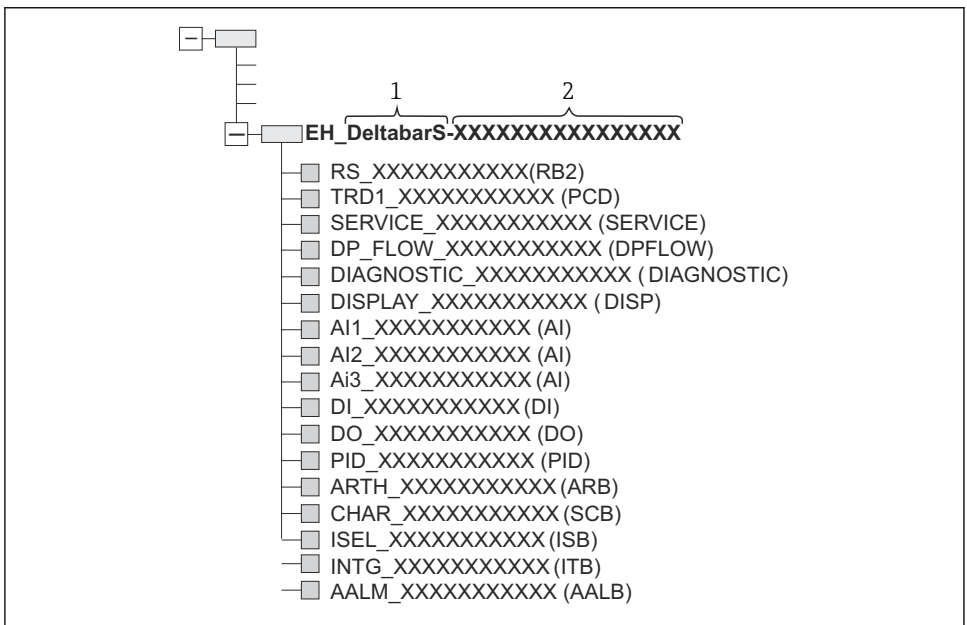 1 2
EH_DeltabarS-XXXXXXXXXXXXXXXX
RS_XXXXXXXXXXX(RB2)
TRD1_XXXXXXXXXXX (PCD)
SERVICE_XXXXXXXXXXX (SERVICE)
DP_FLOW_XXXXXXXXXXX (DPFLOW)
DIAGNOSTIC_XXXXXXXXXXX ( DIAGNOSTIC)
DISPLAY_XXXXXXXXXXX ( DISP)
AI1_XXXXXXXXXXX (AI)
AI2_XXXXXXXXXXX (AI)
Ai3_XXXXXXXXXXX (AI)
DI_XXXXXXXXXXX (DI)
DO_XXXXXXXXXXX (DO)
PID_XXXXXXXXXXX (PID)
ARTH_XXXXXXXXXXX (ARB)
CHAR_XXXXXXXXXXX (SCB)
ISEL_XXXXXXXXXXX (ISB)
INTG_XXXXXXXXXXX (ITB)
AALM_XXXXXXXXXXX (AALB)